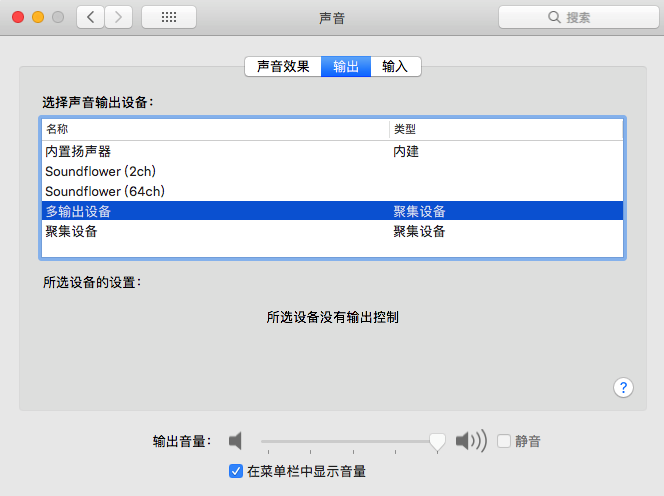 声音
搜索
声音效果 输出 输入
选择声音输出设备：
名称 类型
内置扬声器 内建
Soundflower (2ch)
Soundflower (64ch)
多输出设备 聚集设备
聚集设备 聚集设备
所选设备的设置：
所选设备没有输出控制
?
输出音量： 静音
在菜单栏中显示音量